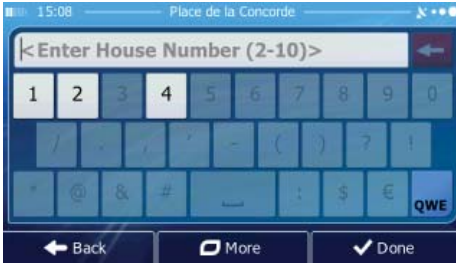 15:08 Place de la Concorde
<Enter House Number (2-10)>
1 2 3 4 5 6 7 8 9 0
/ . , ' - ( ) ? !
* @ & # : $ € QWE
Back More Done